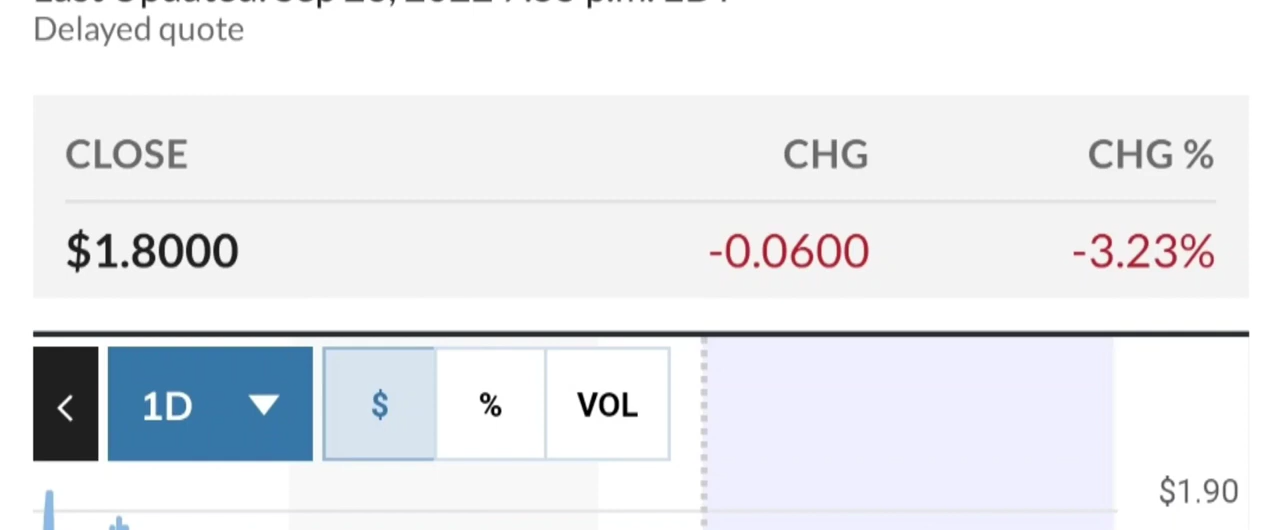 Delayed quote
CLOSE CHG CHG %
$1.8000 -0.0600 -3.23%
1D $ % VOL
$1.90